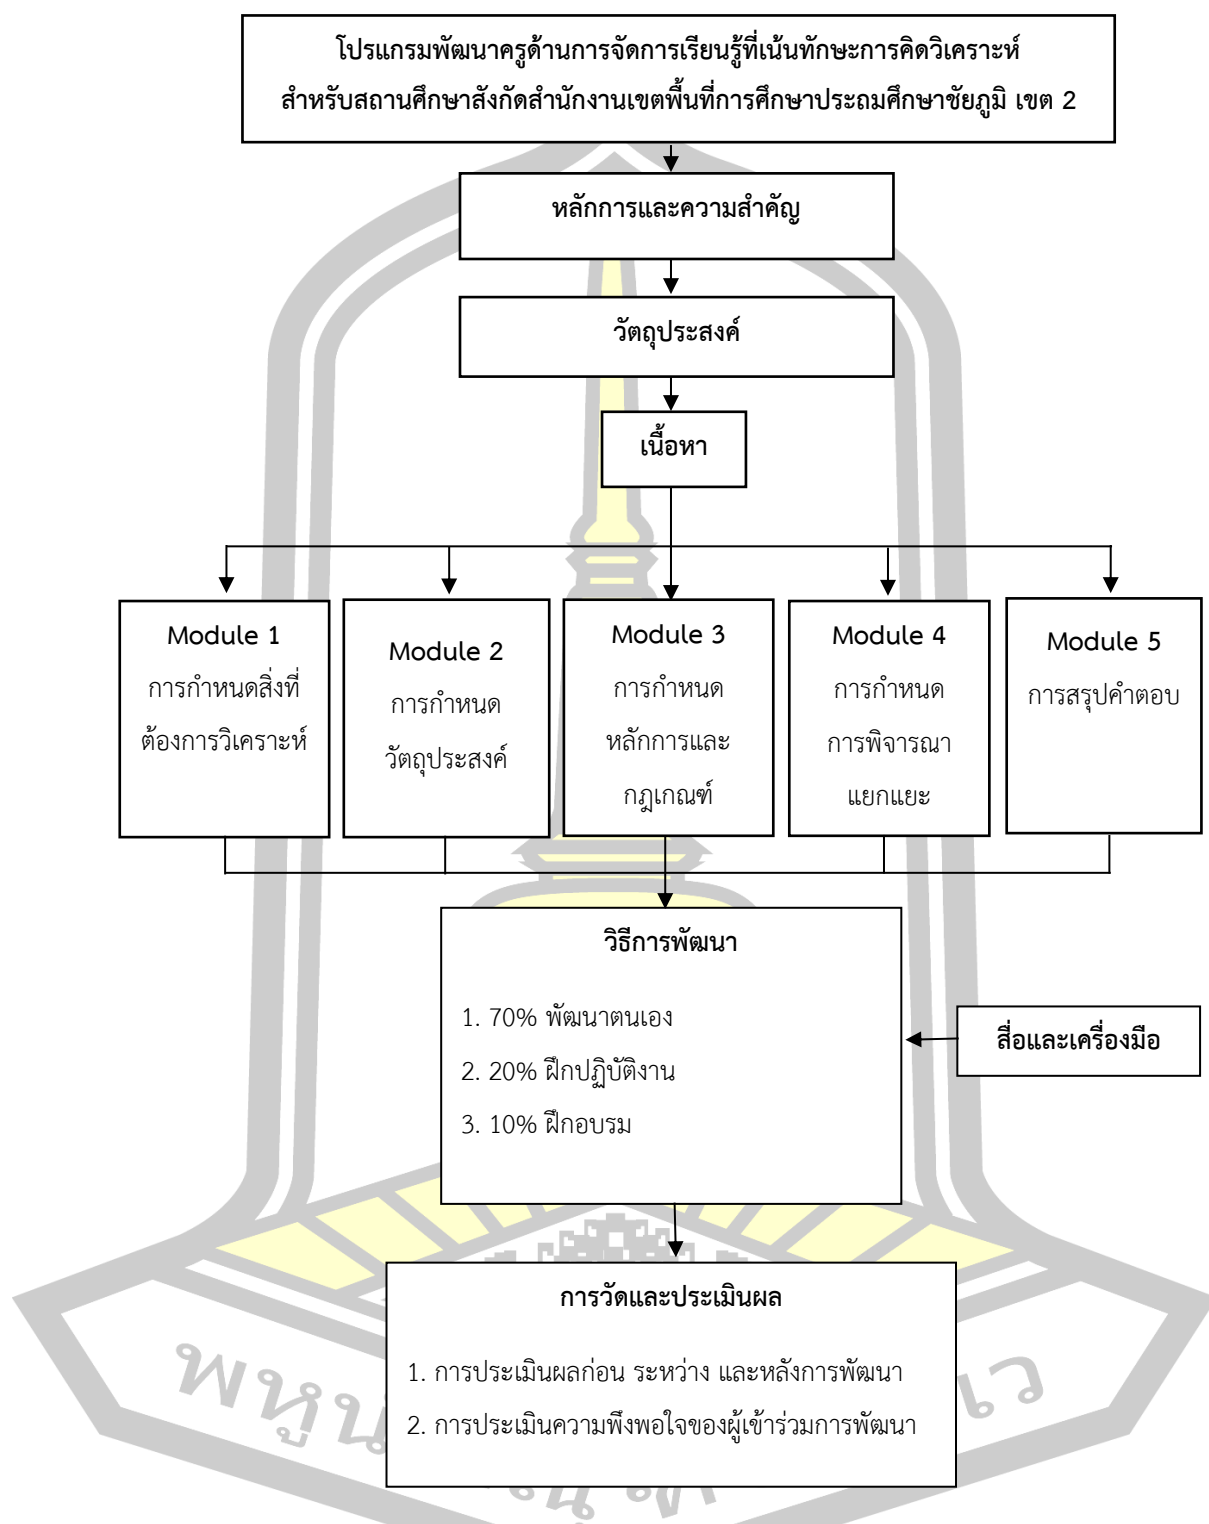 โปรแกรมพัฒนาครูด้านการจัดการเรียนรู้ที่เน้นทักษะการคิดวิเคราะห์
สำหรับสถานศึกษาสังกัดสำนักงานเขตพื้นที่การศึกษาประถมศึกษาชัยภูมิ เขต 2
หลักการและความสำคัญ
วัตถุประสงค์
เนื้อหา
Module 1
การกำหนดสิ่งที่
ต้องการวิเคราะห์
Module 2
การกำหนด
วัตถุประสงค์
Module 3
การกำหนด
หลักการและ
กฎเกณฑ์
Module 4
การกำหนด
การพิจารณา
แยกแยะ
Module 5
การสรุปคำตอบ
วิธีการพัฒนา
1. 70% พัฒนาตนเอง
2. 20% ฝึกปฏิบัติงาน
3. 10% ฝึกอบรม
สื่อและเครื่องมือ
การวัดและประเมินผล
1. การประเมินผลก่อน ระหว่าง และหลังการพัฒนา
2. การประเมินความพึงพอใจของผู้เข้าร่วมการพัฒนา